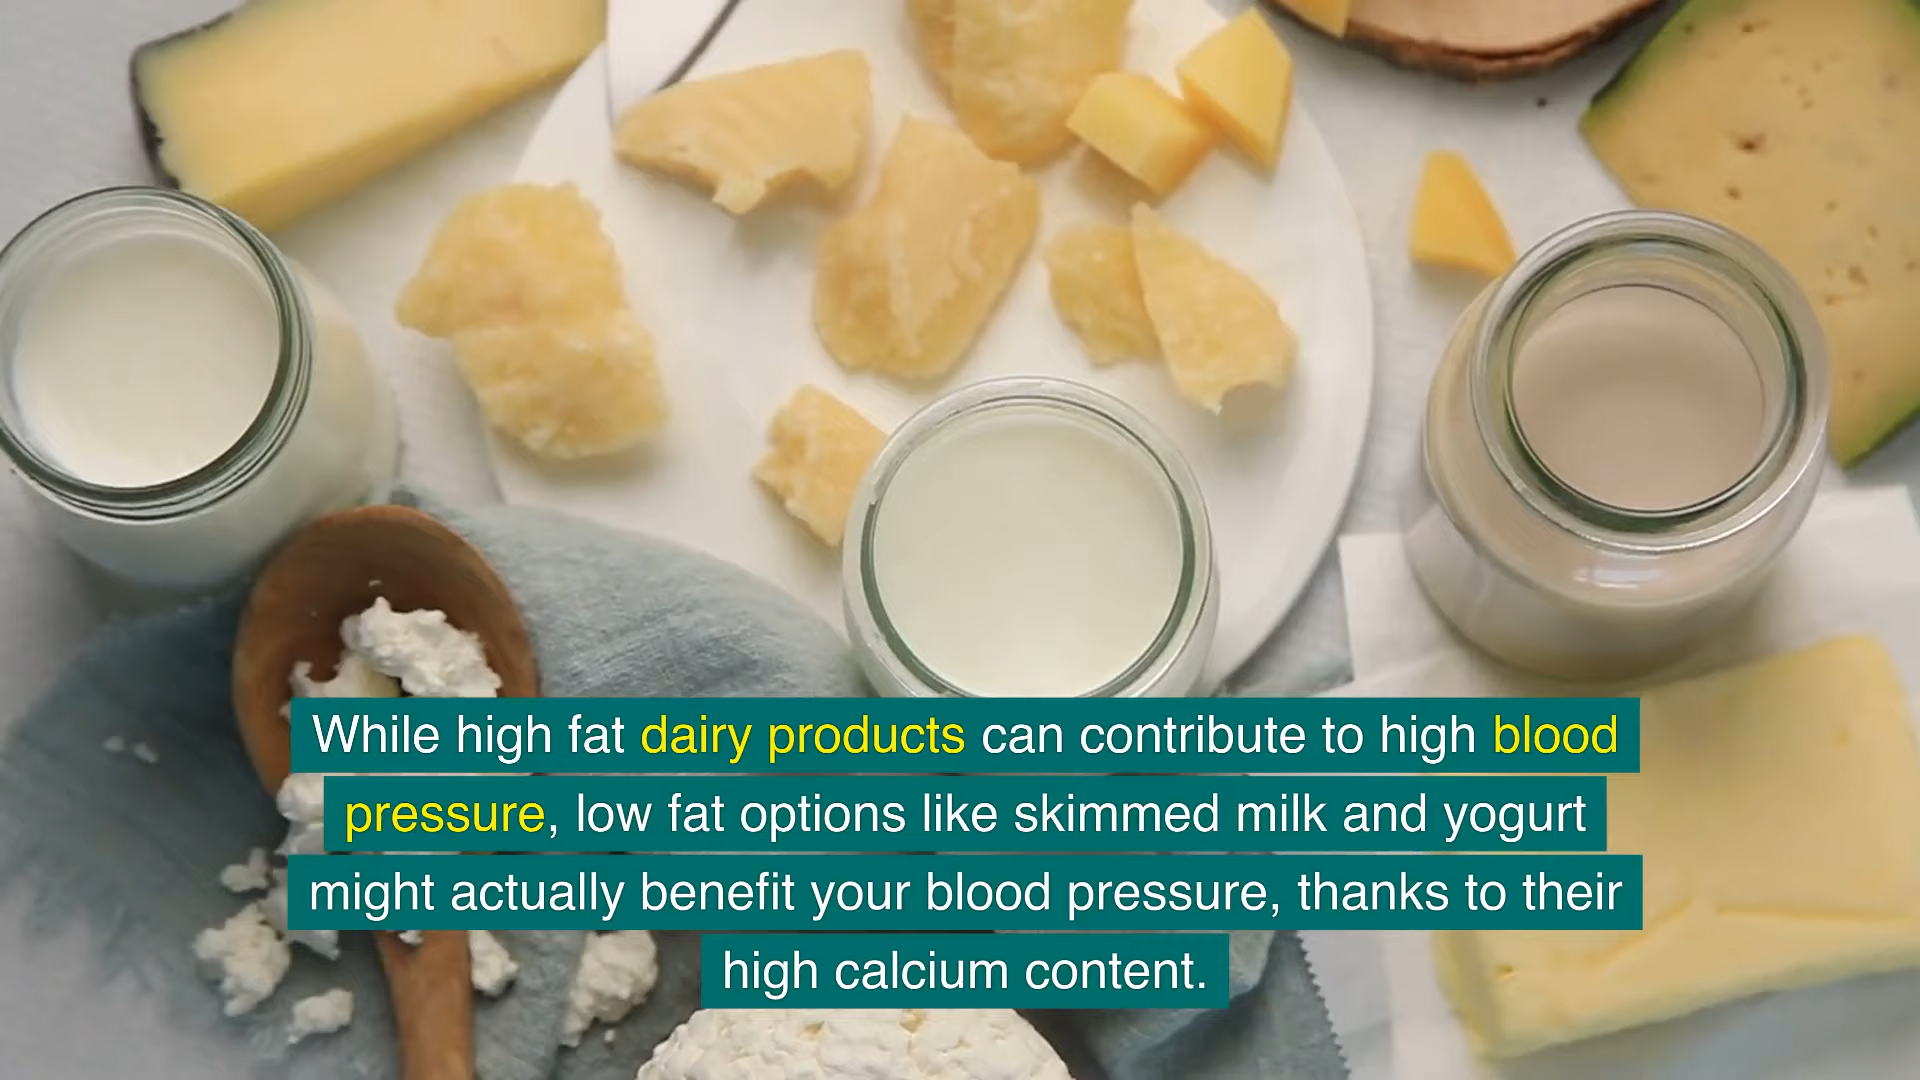 While high fat dairy products can contribute to high blood
pressure, low fat options like skimmed milk and yogurt
might actually benefit your blood pressure, thanks to their
high calcium content.